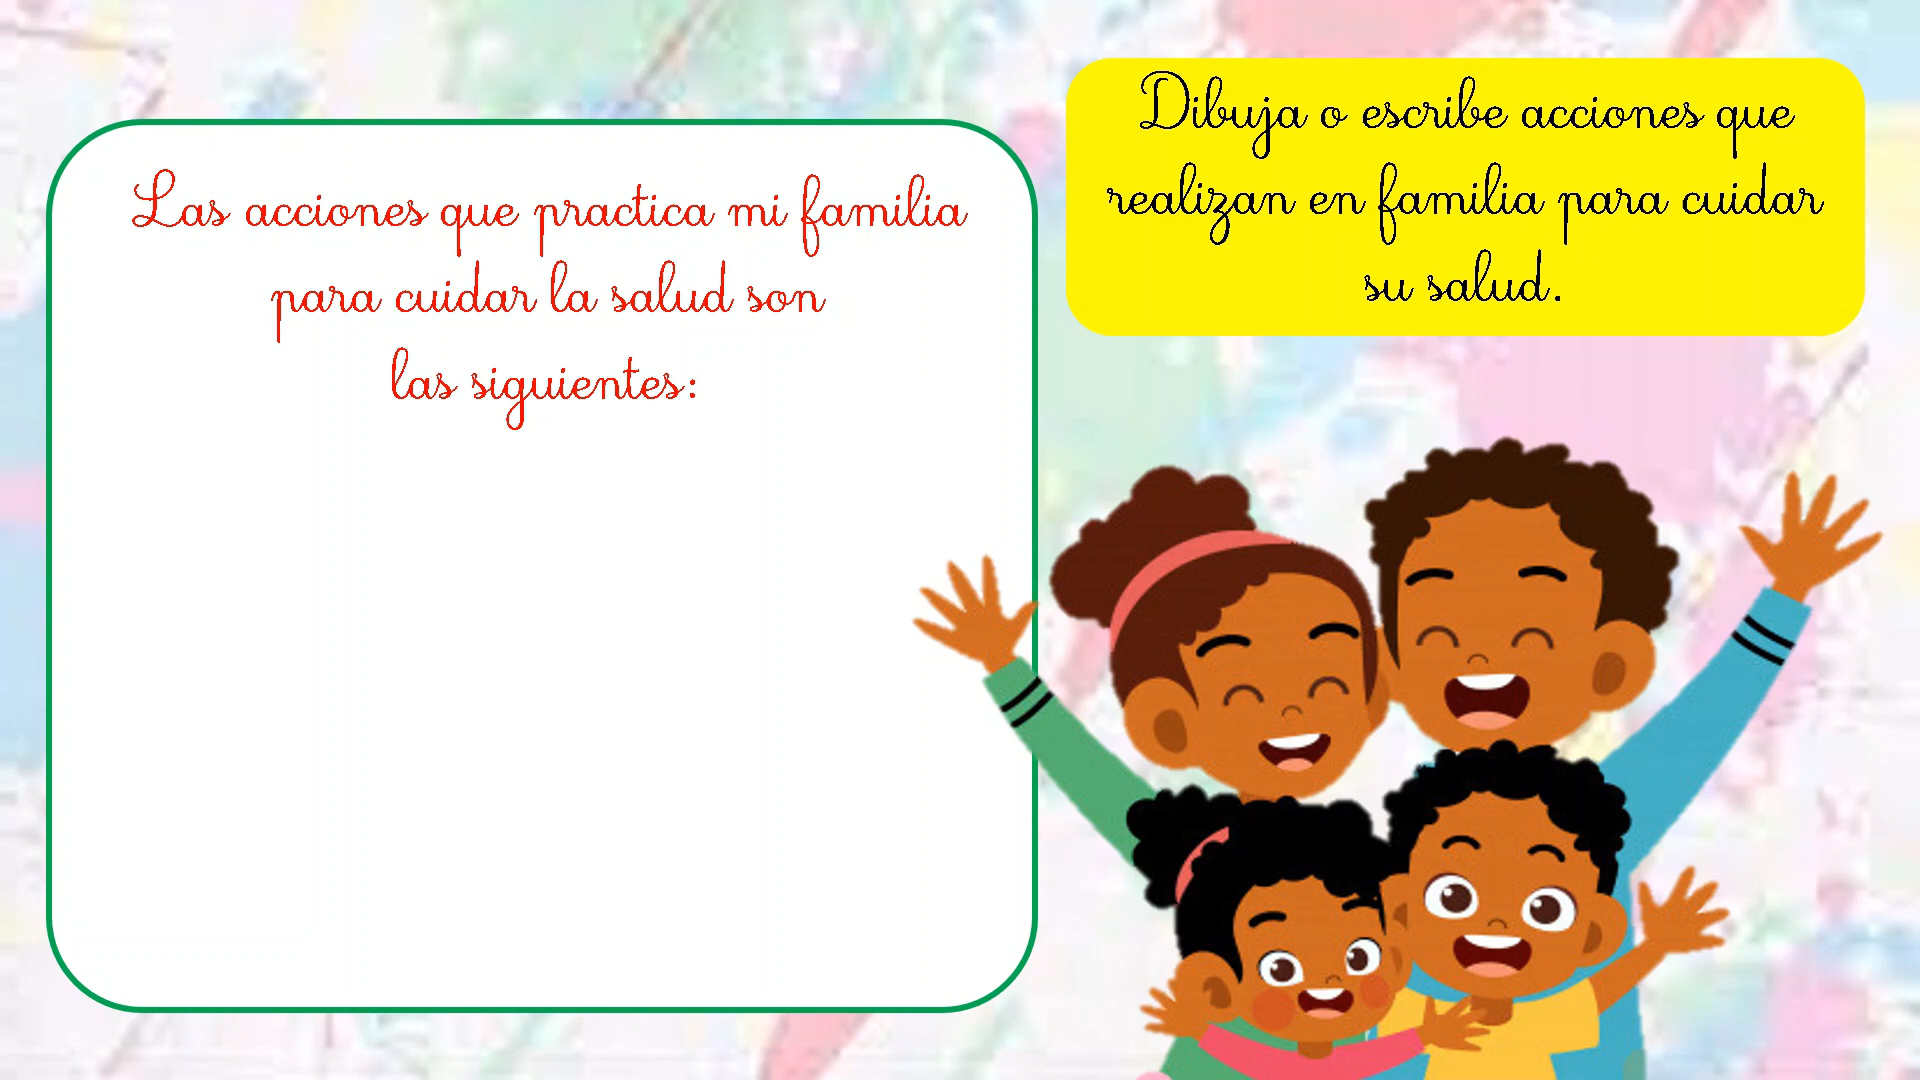 Las acciones que practica mi familia
para cuidar la salud son
las siguientes:
Dibuja o escribe acciones que
realizan en familia para cuidar
su salud.